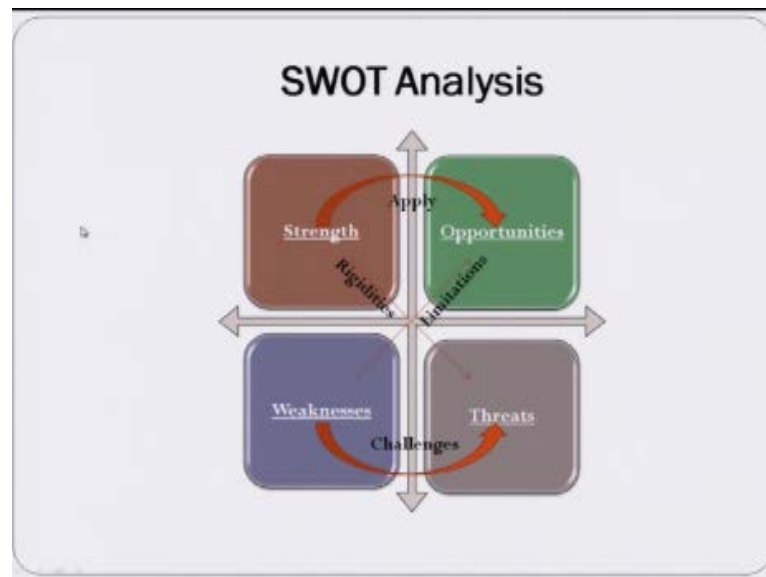 SWOT Analysis
Apply
Strength
Opportunities
Rigidities
Limitations
Weaknesses
Threats
Challenges